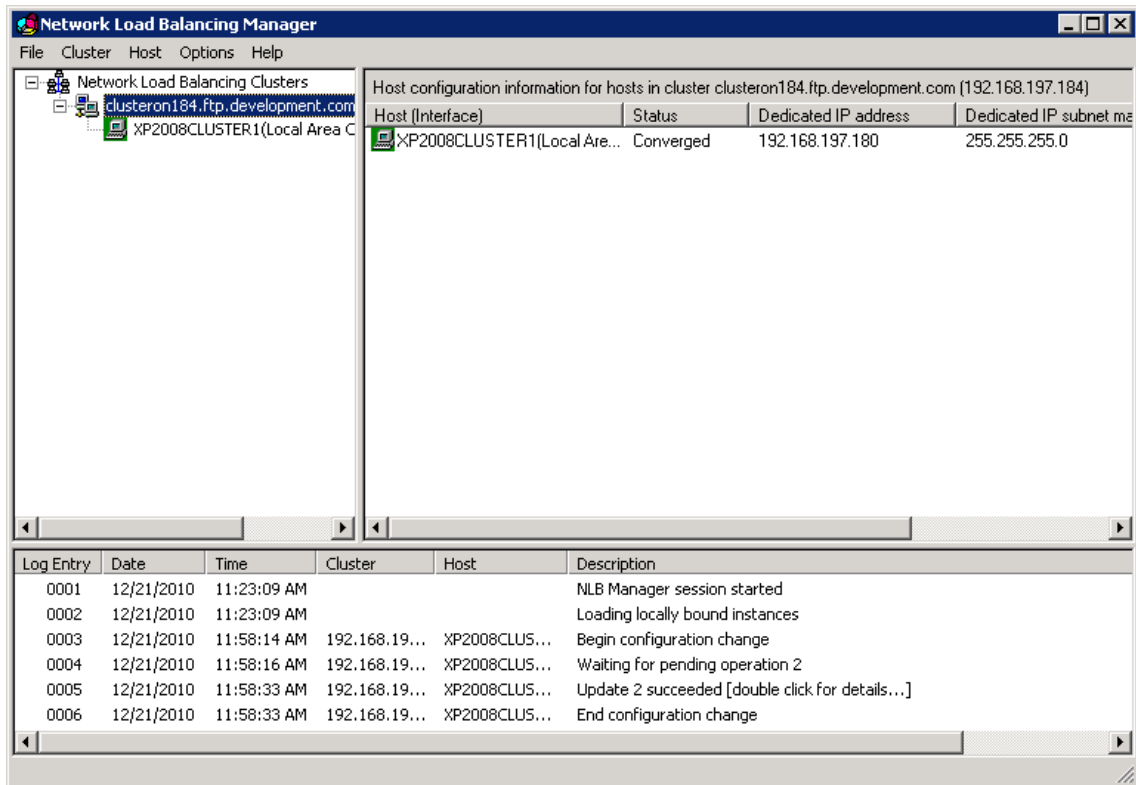 Network Load Balancing Manager
File Cluster Host Options Help
Network Load Balancing Clusters
clusteron184.ftp.development.com
XP2008CLUSTER1(Local Area C
Host configuration information for hosts in cluster clusteron184.ftp.development.com (192.168.197.184)
Host (Interface) Status Dedicated IP address Dedicated IP subnet ma
XP2008CLUSTER1(Local Are... Converged 192.168.197.180 255.255.255.0
Log Entry Date Time Cluster Host Description
0001 12/21/2010 11:23:09 AM NLB Manager session started
0002 12/21/2010 11:23:09 AM Loading locally bound instances
0003 12/21/2010 11:58:14 AM 192.168.19... XP2008CLUS... Begin configuration change
0004 12/21/2010 11:58:16 AM 192.168.19... XP2008CLUS... Waiting for pending operation 2
0005 12/21/2010 11:58:33 AM 192.168.19... XP2008CLUS... Update 2 succeeded [double click for details...]
0006 12/21/2010 11:58:33 AM 192.168.19... XP2008CLUS... End configuration change